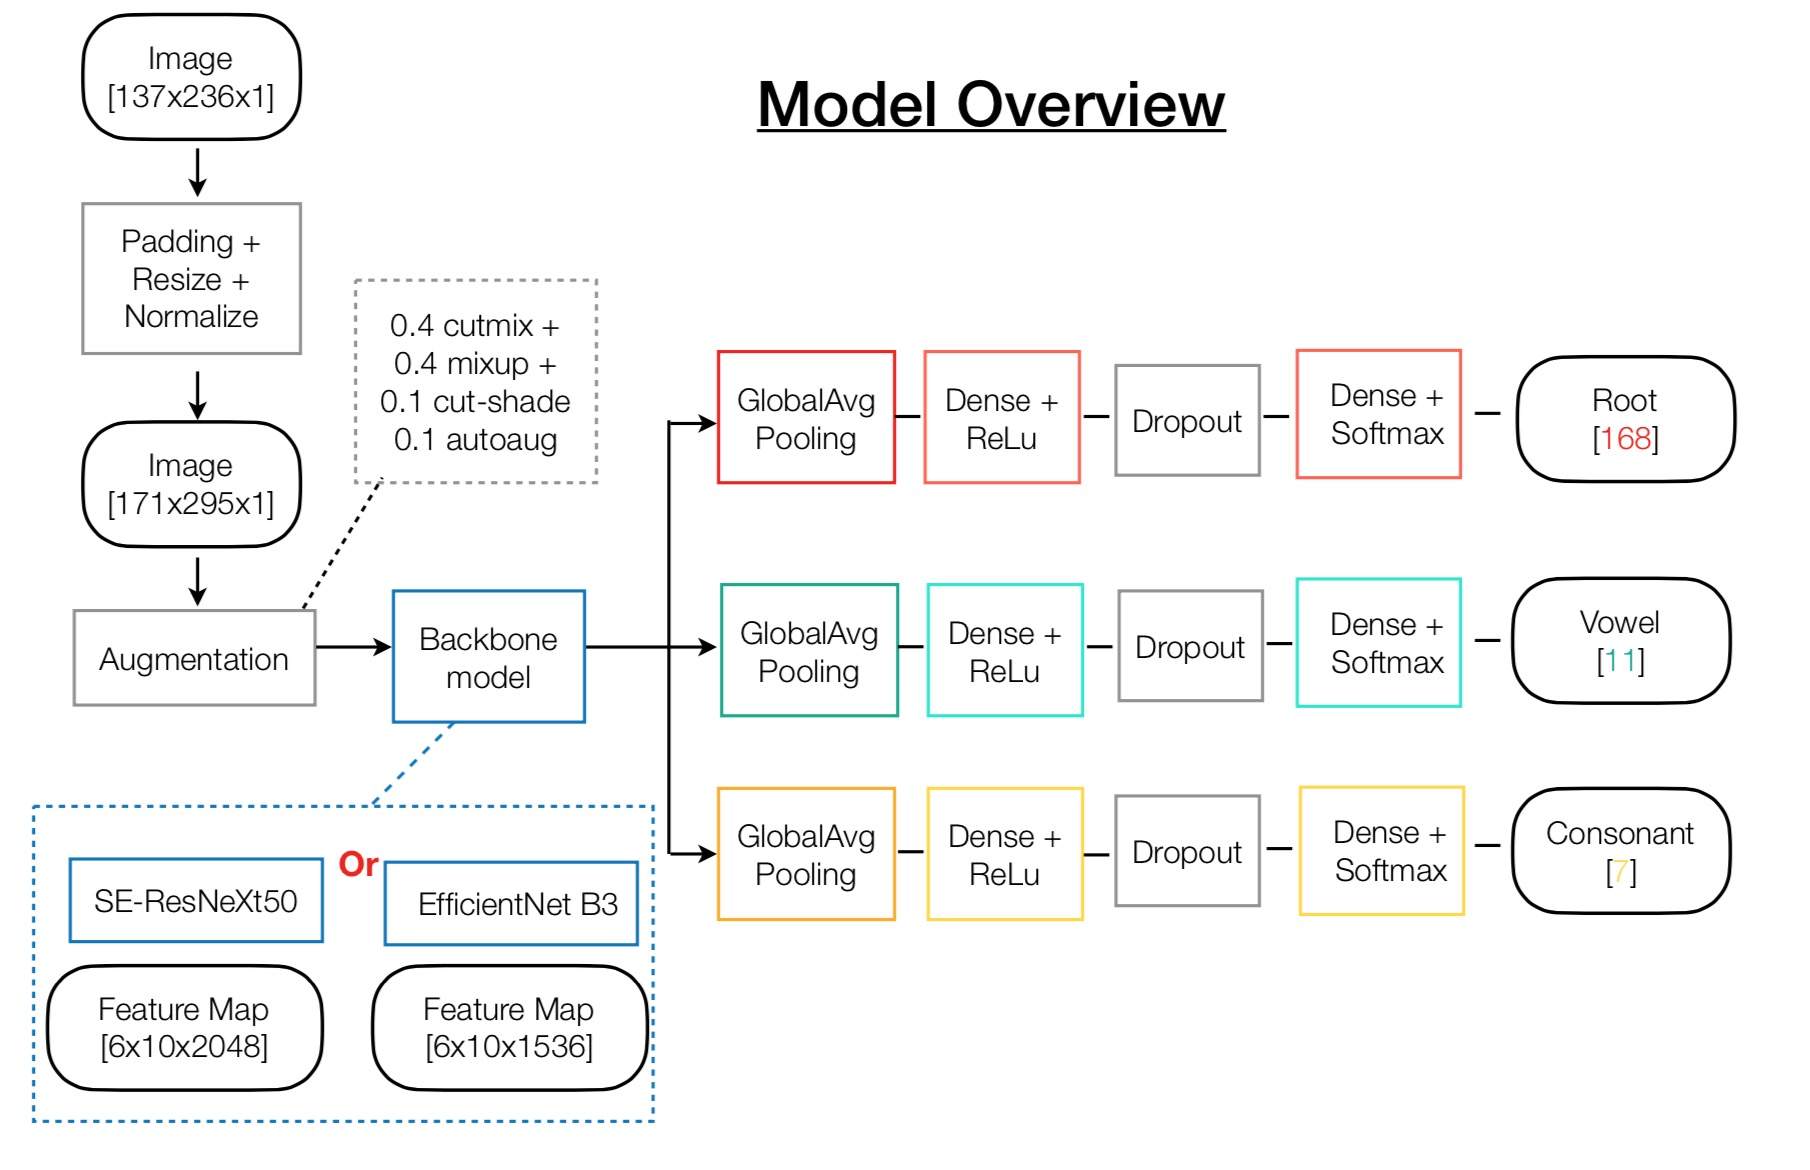 Model Overview
Image
[137x236x1]
Padding +
Resize +
Normalize
Image
[171x295x1]
Augmentation
0.4 cutmix +
0.4 mixup +
0.1 cut-shade
0.1 autoaug
Backbone
model
SE-ResNeXt50
Or
EfficientNet B3
Feature Map
[6x10x2048]
Feature Map
[6x10x1536]
GlobalAvg
Pooling
Dense +
ReLu
Dropout
Dense +
Softmax
Root
[168]
GlobalAvg
Pooling
Dense +
ReLu
Dropout
Dense +
Softmax
Vowel
[11]
GlobalAvg
Pooling
Dense +
ReLu
Dropout
Dense +
Softmax
Consonant
[7]